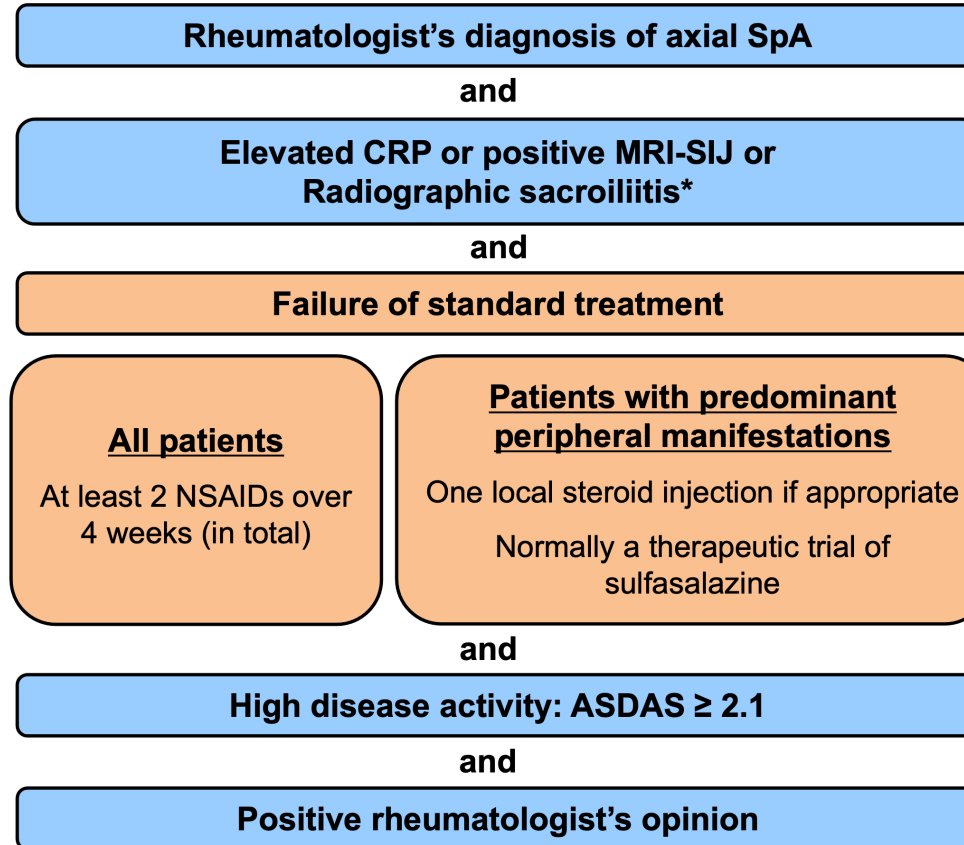 Rheumatologist’s diagnosis of axial SpA
and
Elevated CRP or positive MRI-SIJ or
Radiographic sacroiliitis*
and
Failure of standard treatment
All patients
At least 2 NSAIDs over
4 weeks (in total)
Patients with predominant
peripheral manifestations
One local steroid injection if appropriate
Normally a therapeutic trial of
sulfasalazine
and
High disease activity: ASDAS ≥ 2.1
and
Positive rheumatologist’s opinion